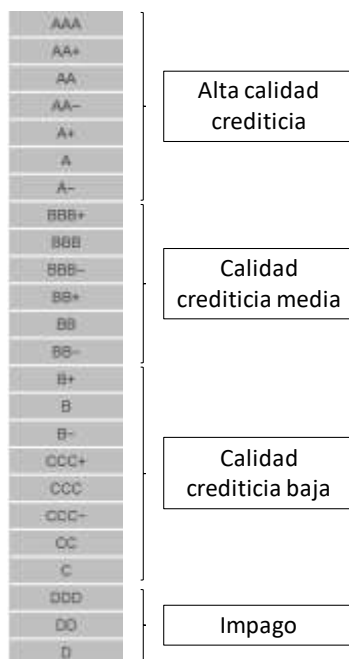 AAA
AA+
AA
AA-
A+
A
A-
Alta calidad
crediticia
BBB+
BBB
BBB-
BB+
BB
BB-
Calidad
crediticia media
B+
B
B-
CCC+
CCC
CCC-
CC
C
Calidad
crediticia baja
DDD
DD
D
Impago